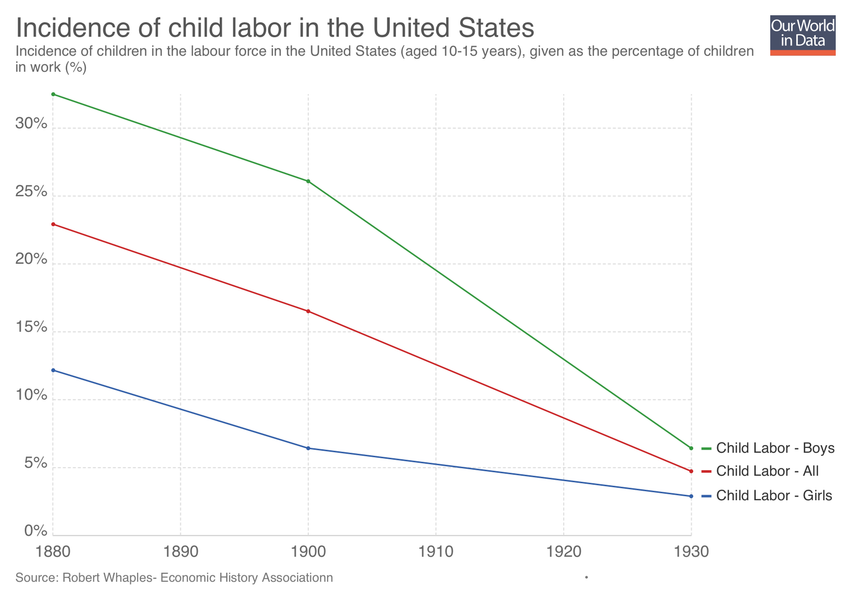 Incidence of child labor in the United States
Our World
in Data
Incidence of children in the labour force in the United States (aged 10-15 years), given as the percentage of children
in work (%)
30%
25%
20%
15%
10%
5%
0%
Child Labor - Boys
Child Labor - All
Child Labor - Girls
1880
1890
1900
1910
1920
1930
Source: Robert Whaples- Economic History Associationn